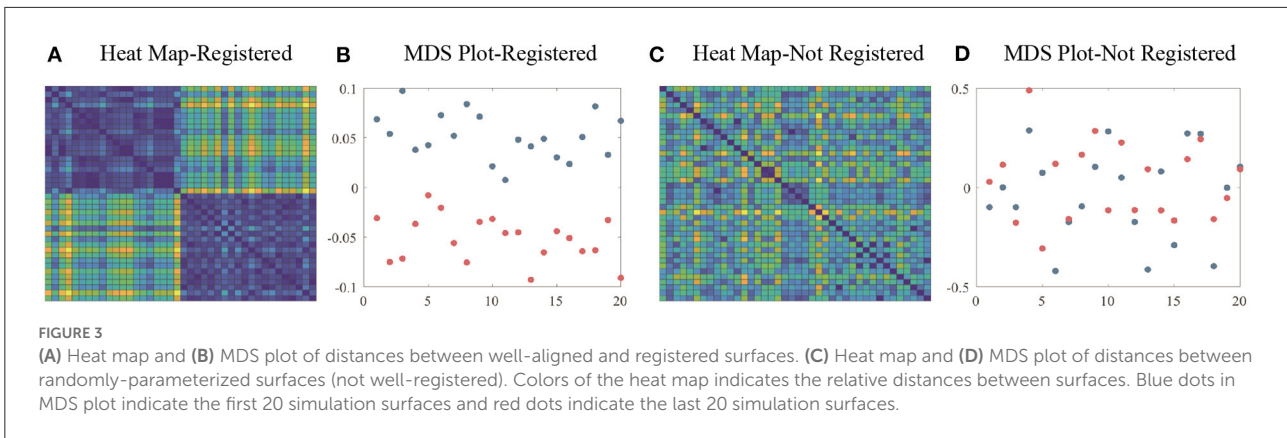 A Heat Map-Registered B MDS Plot-Registered C Heat Map-Not Registered D MDS Plot-Not Registered
0.1
0.05
0
-0.05
-0.1
0 5 10 15 20
0.5
0
-0.5
0 5 10 15 20
FIGURE 3
(A) Heat map and (B) MDS plot of distances between well-aligned and registered surfaces. (C) Heat map and (D) MDS plot of distances between
randomly-parameterized surfaces (not well-registered). Colors of the heat map indicates the relative distances between surfaces. Blue dots in
MDS plot indicate the first 20 simulation surfaces and red dots indicate the last 20 simulation surfaces.